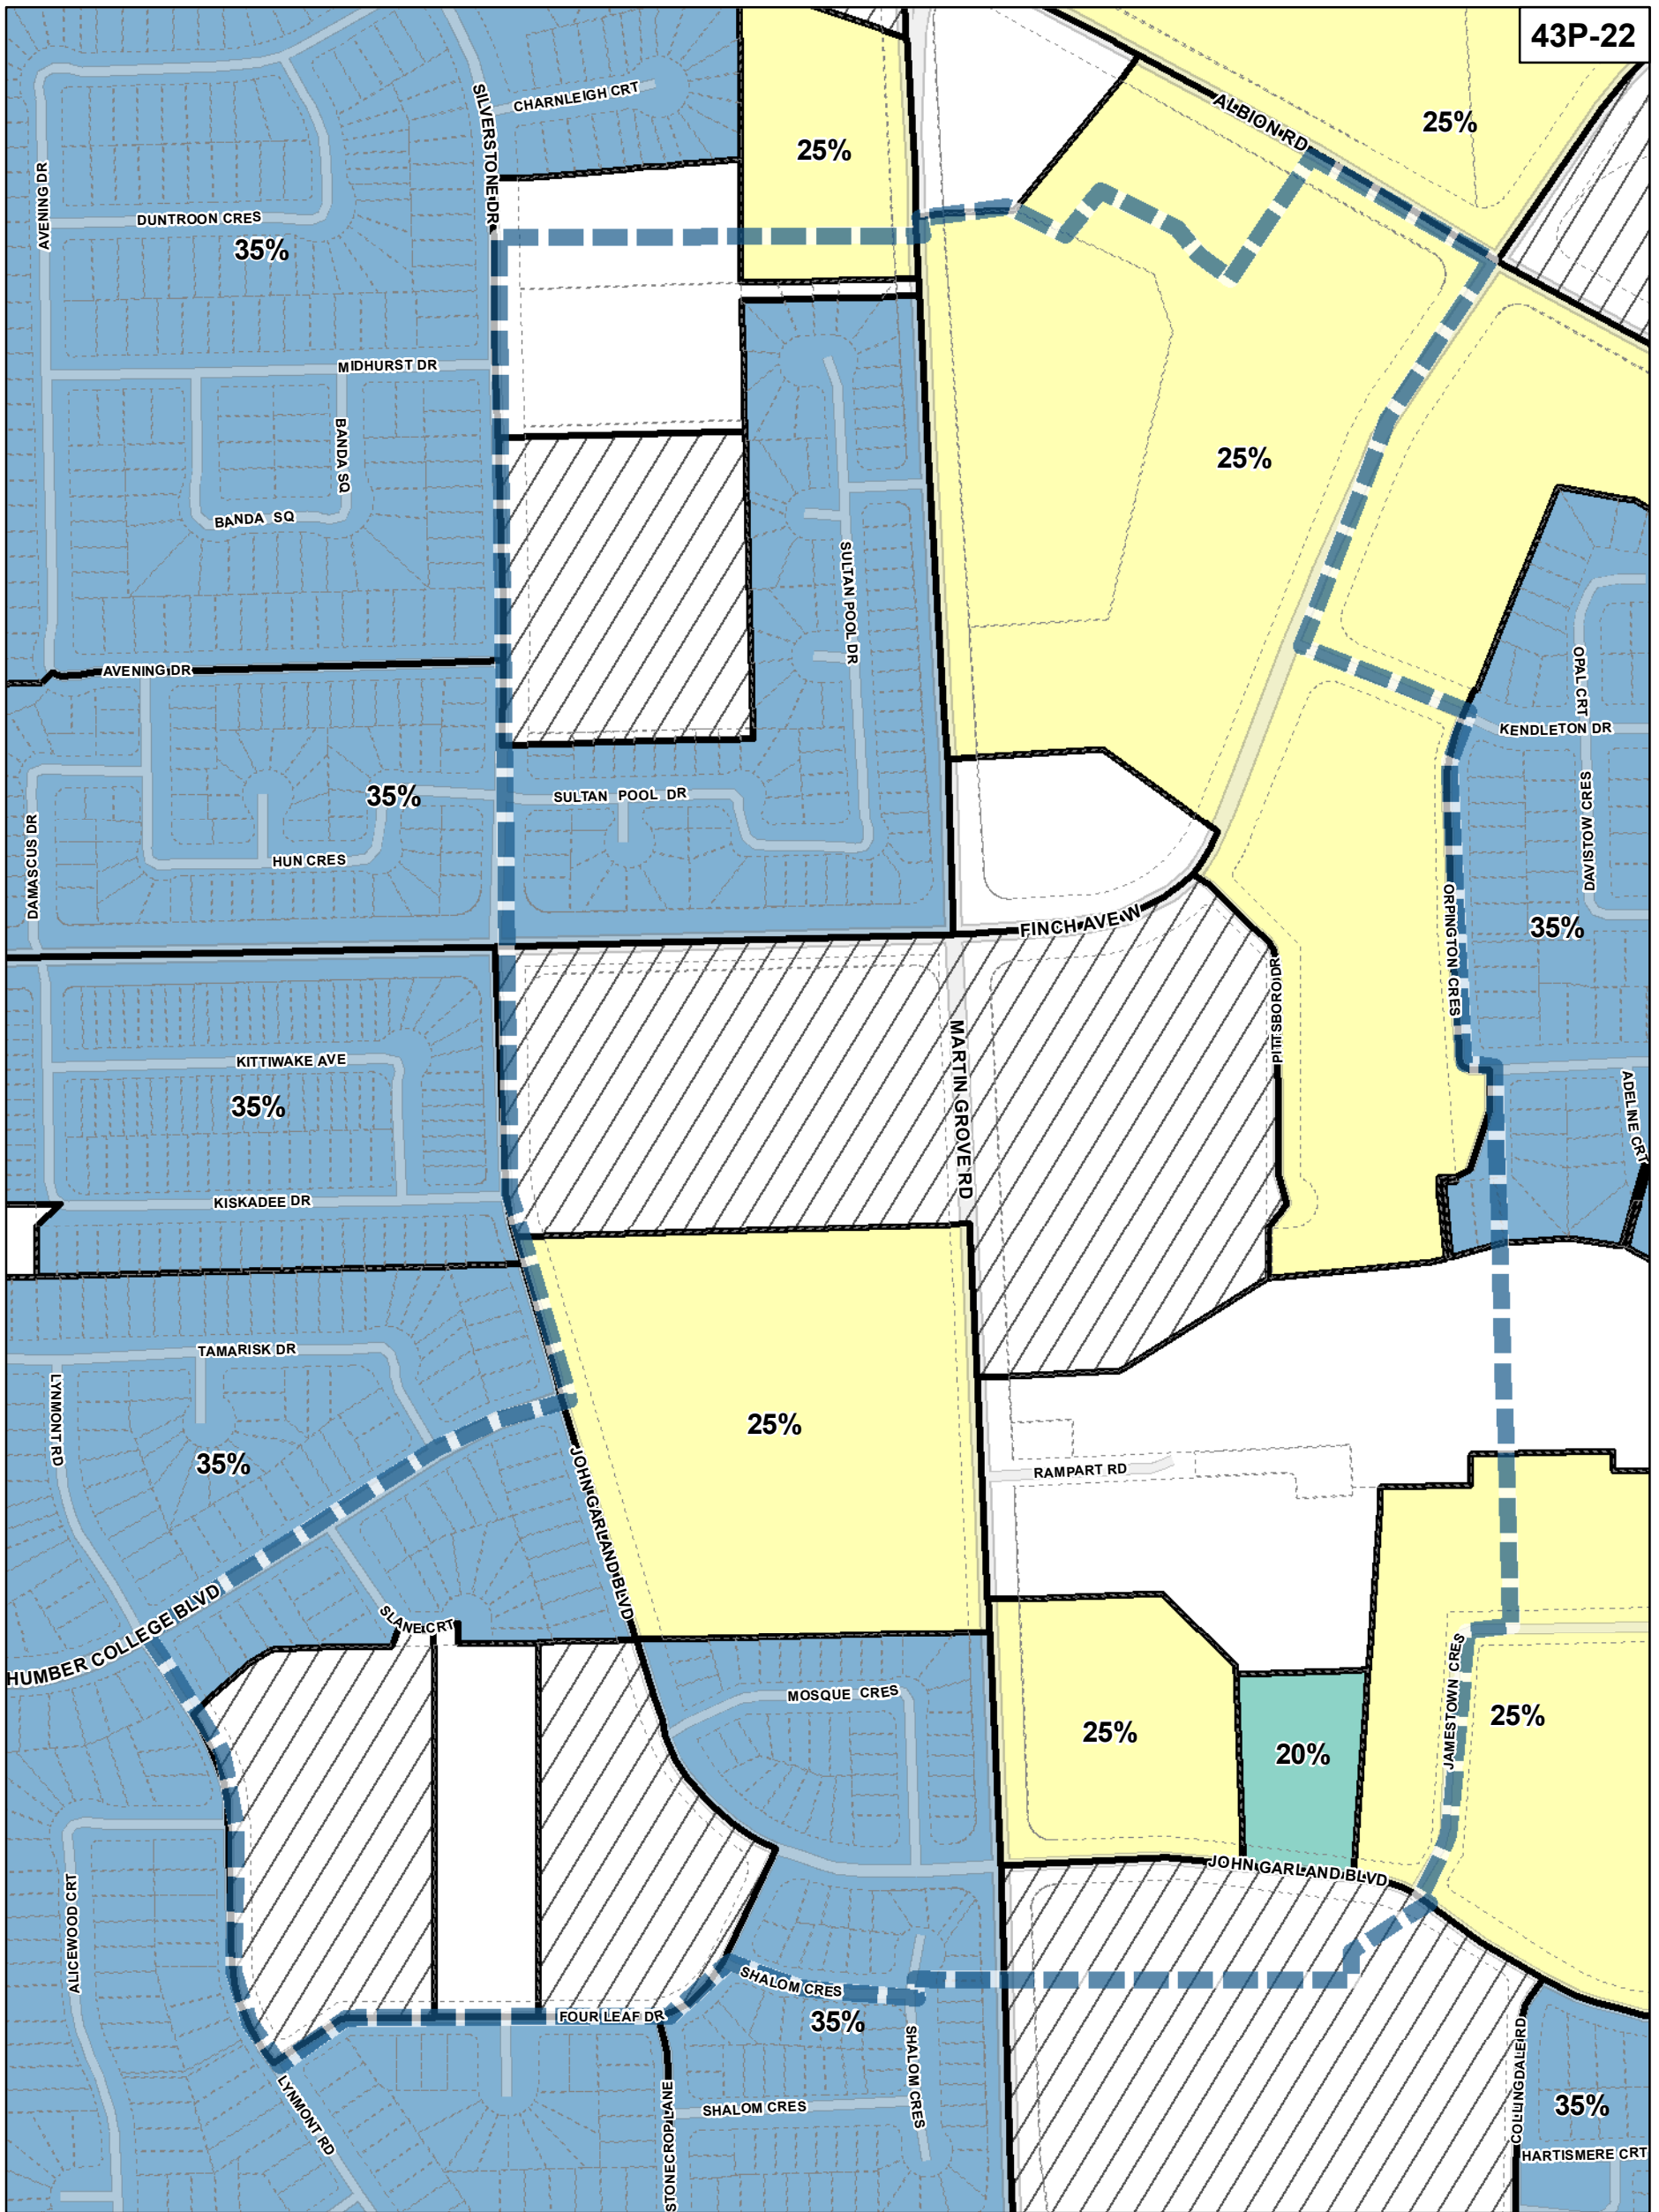 43P-22
CHARNLEIGH CRT
SILVERSTONE DR
ALBION RD
25%
25%
AVENING DR
DUNTROON CRES
35%
MIDHURST DR
BANDA SQ
BANDA SQ
25%
SULTAN POOL DR
AVENING DR
OPAL CRT
KENDLETON DR
DAMASCUS DR
35%
SULTAN POOL DR
HUN CRES
DAVISTOW CRES
ORPINGTON CRES
35%
FINCH AVE W
PITTSBORO DR
KITTIWAKE AVE
35%
MARTIN GROVE RD
ADELINE CRT
KISKADEE DR
TAMARISK DR
LYNMONT RD
25%
35%
JOHN GARLAND BLVD
RAMPART RD
HUMBER COLLEGE BLVD
SLANE CRT
MOSQUE CRES
25%
20%
JAMESTOWN CRES
25%
JOHN GARLAND BLVD
ALICEWOOD CRT
SHALOM CRES
35%
FOUR LEAF DR
SHALOM CRES
COLLINGDALE RD
LYNMONT RD
STONECROP LANE
SHALOM CRES
35%
HARTISMERE CRT